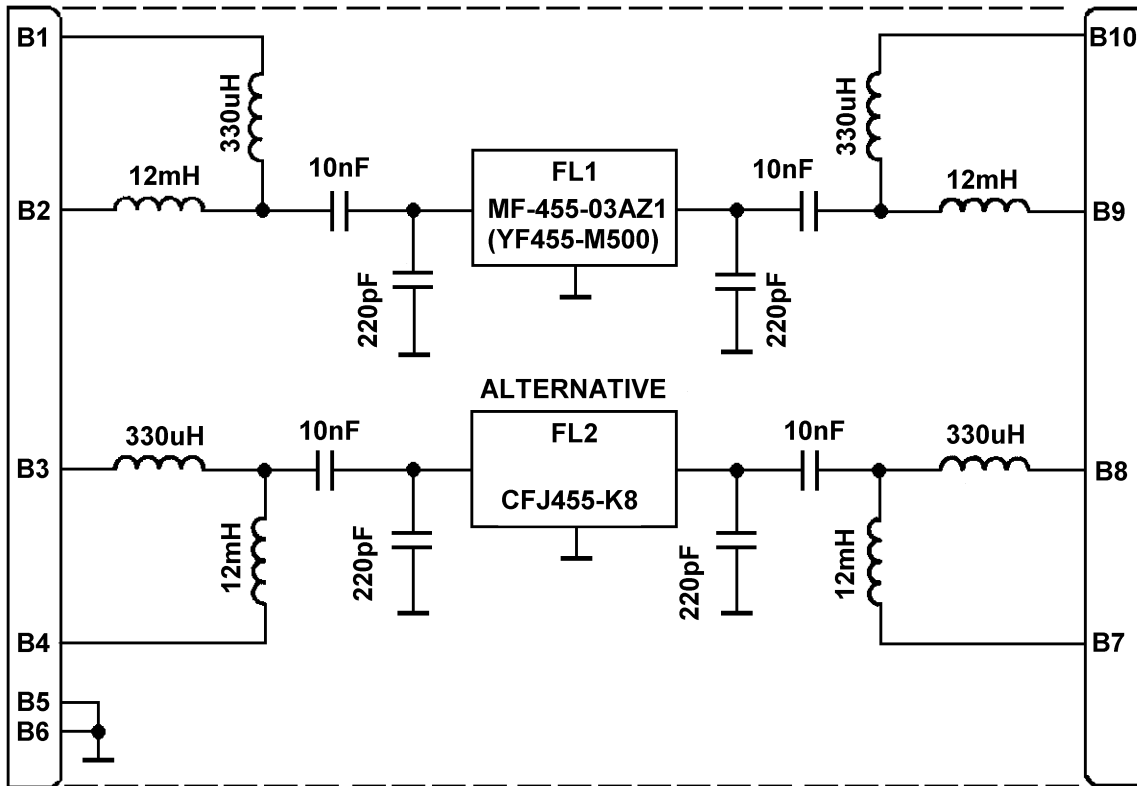 B1
B10
330uH
330uH
12mH
10nF
FL1
10nF
12mH
B2
MF-455-03AZ1
(YF455-M500)
B9
220pF
220pF
ALTERNATIVE
330uH
10nF
FL2
10nF
330uH
B3
CFJ455-K8
B8
12mH
220pF
220pF
12mH
B4
B7
B5
B6